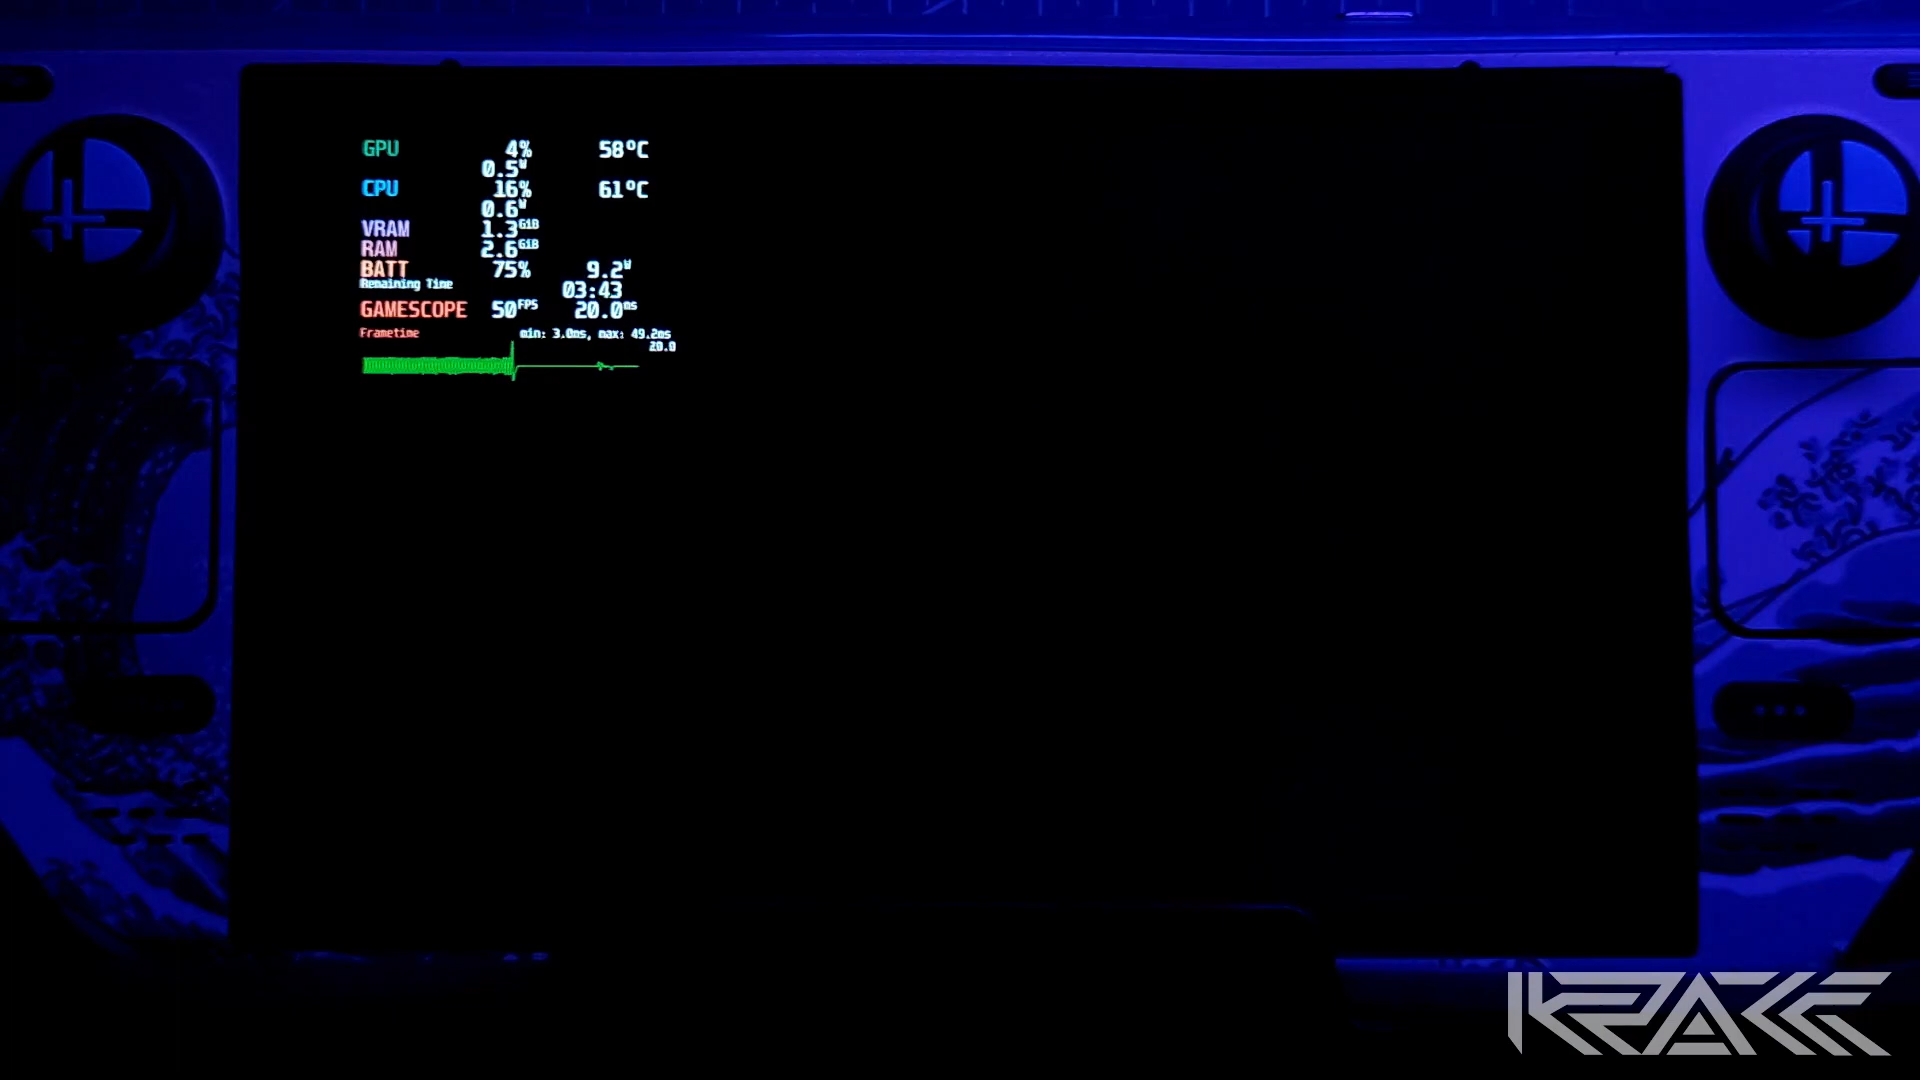 GPU 4% 58°C
0.5W
CPU 16% 61°C
0.6W
VRAM 1.3GiB
RAM 2.6GiB
BATT 75% 9.2W
Remaining Time 03:43
GAMESCOPE 50FPS 20.0ms
Frametime min: 3.0ms, max: 49.2ms
20.0